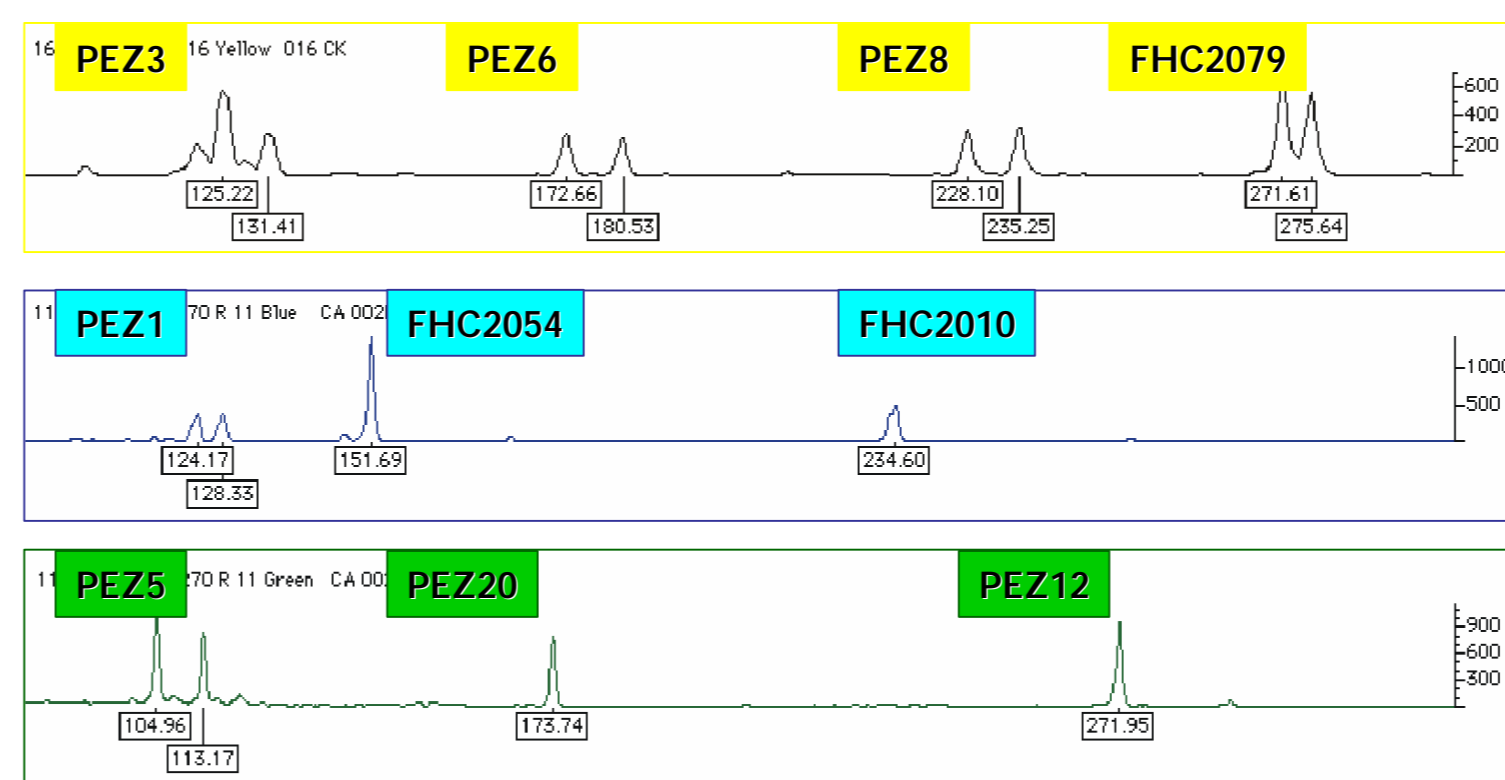 16 16 Yellow 016 CK
PEZ3 PEZ6 PEZ8 FHC2079
600
400
200
125.22 172.66 228.10 271.61
131.41 180.53 235.25 275.64
11 70 R 11 Blue CA 002
PEZ1 FHC2054 FHC2010
1000
500
124.17 151.69 234.60
128.33
11 270 R 11 Green CA 00
PEZ5 PEZ20 PEZ12
900
600
300
104.96 173.74 271.95
113.17